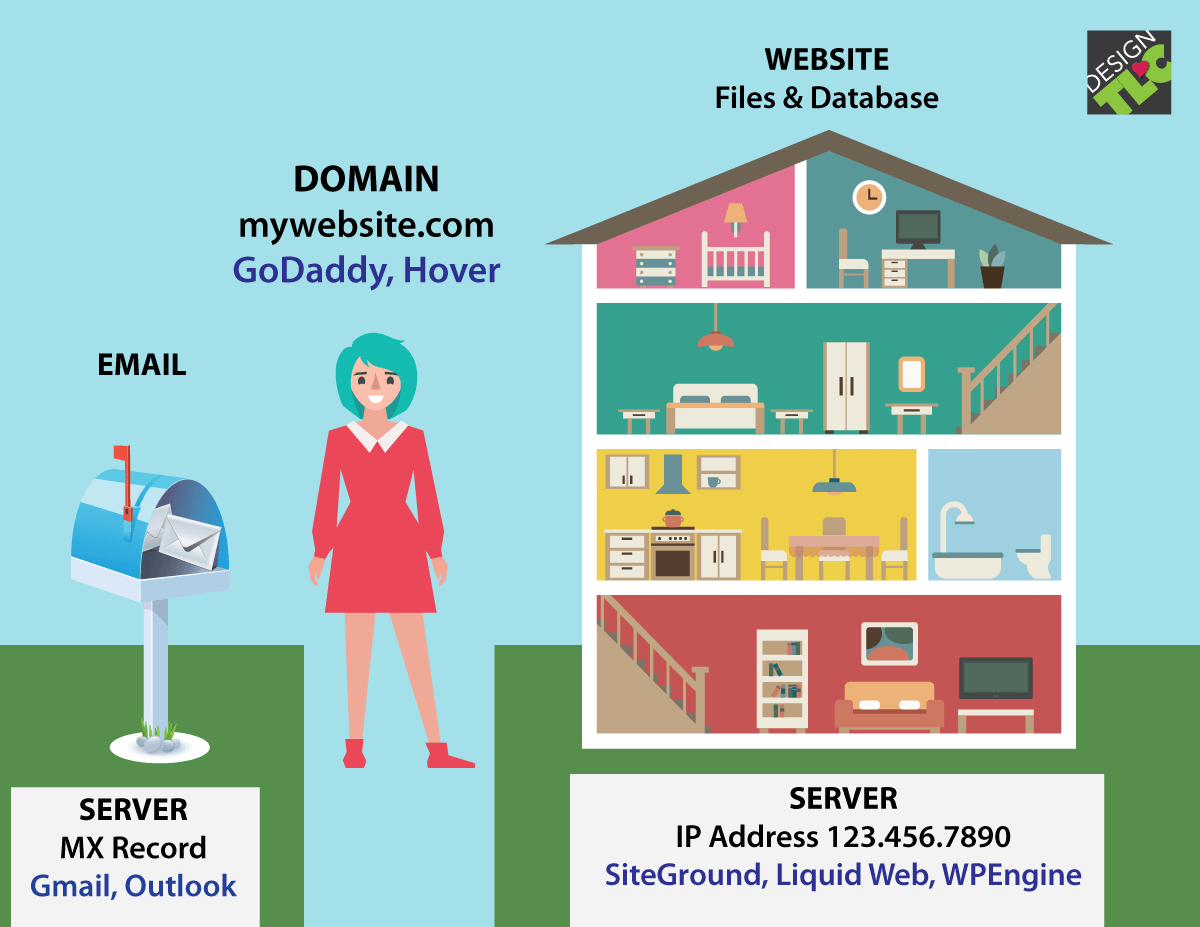 WEBSITE
Files & Database
DESIGN
TLC
DOMAIN
mywebsite.com
GoDaddy, Hover
EMAIL
SERVER
MX Record
Gmail, Outlook
SERVER
IP Address 123.456.7890
SiteGround, Liquid Web, WPEngine